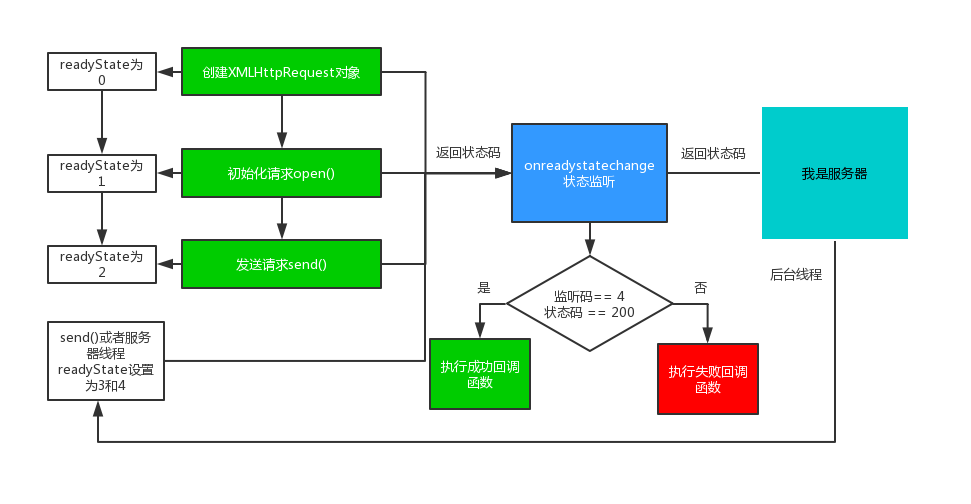 readyState为
0
创建XMLHttpRequest对象
返回状态码
返回状态码
onreadystatechange
状态监听
我是服务器
readyState为
1
初始化请求open()
readyState为
2
发送请求send()
后台线程
是
否
监听码== 4
状态码 == 200
send()或者服务
器线程
readyState设置
为3和4
执行成功回调
函数
执行失败回调
函数